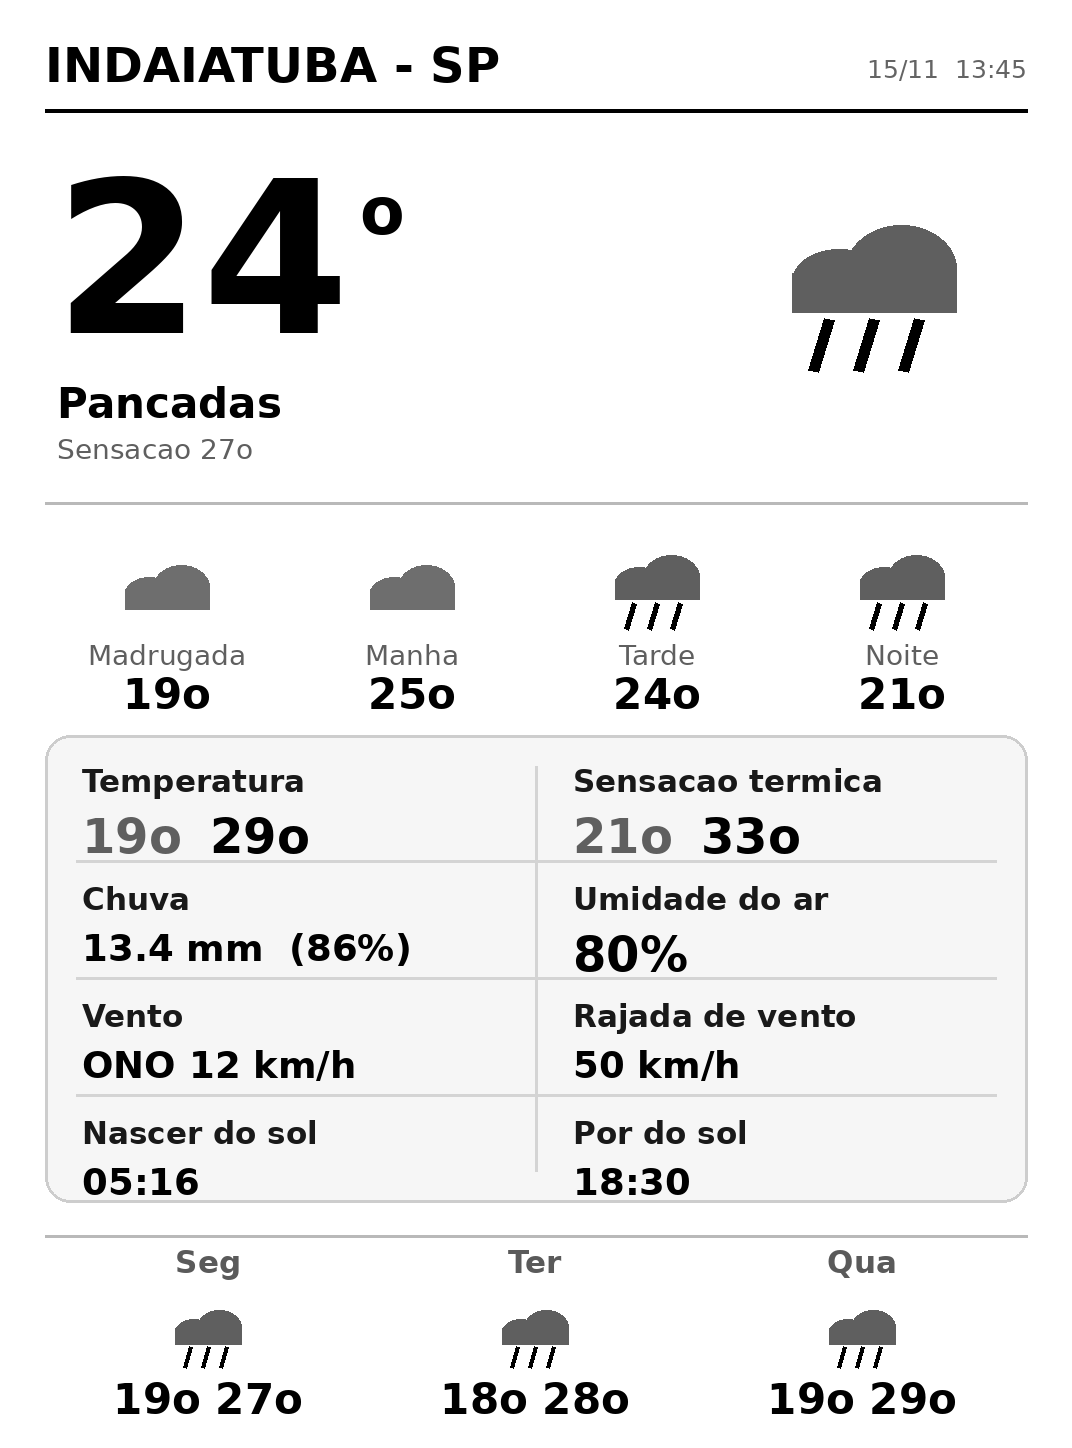 INDAIATUBA - SP 15/11 13:45
24o
Pancadas
Sensacao 27o
Madrugada Manha Tarde Noite
19o 25o 24o 21o
Temperatura Sensacao termica
19o 29o 21o 33o
Chuva Umidade do ar
13.4 mm (86%) 80%
Vento Rajada de vento
ONO 12 km/h 50 km/h
Nascer do sol Por do sol
05:16 18:30
Seg Ter Qua
19o 27o 18o 28o 19o 29o